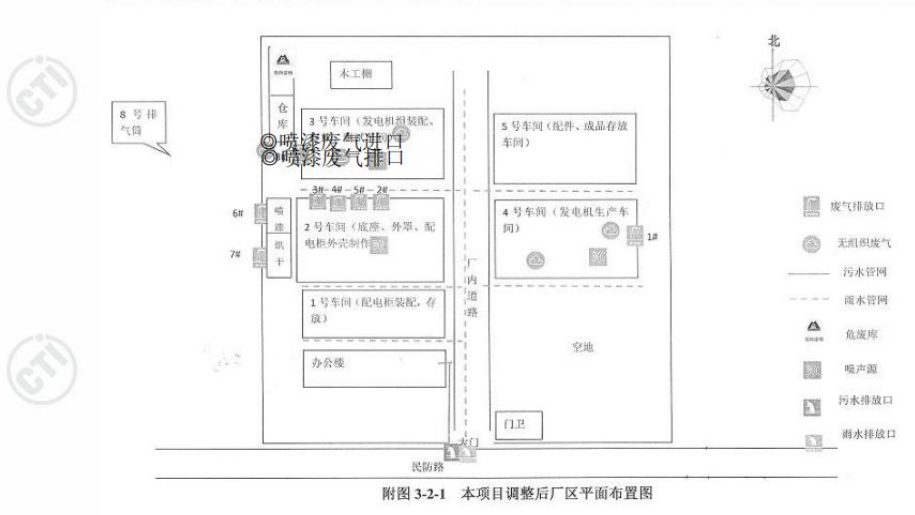 CTI
北
木工棚
8 号 排
气筒
仓
库
3 号车间（发电机组装配、
◎喷漆废气进口
◎喷漆废气排口
5 号车间（配件、成品存放
车间）
3# 4# 5# 2#
6#
7#
喷
漆
烘
干
2 号车间（底座、外罩、配
电柜外壳制作
4 号车间（发电机生产车
间）
1#
厂
内
道
路
1 号车间（配电柜装配，存
放）
办公楼
空地
门卫
大门
民防路
废气排放口
无组织废气
污水管网
雨水管网
危废库
噪声源
污水排放口
雨水排放口
CTI
附图 3-2-1 本项目调整后厂区平面布置图